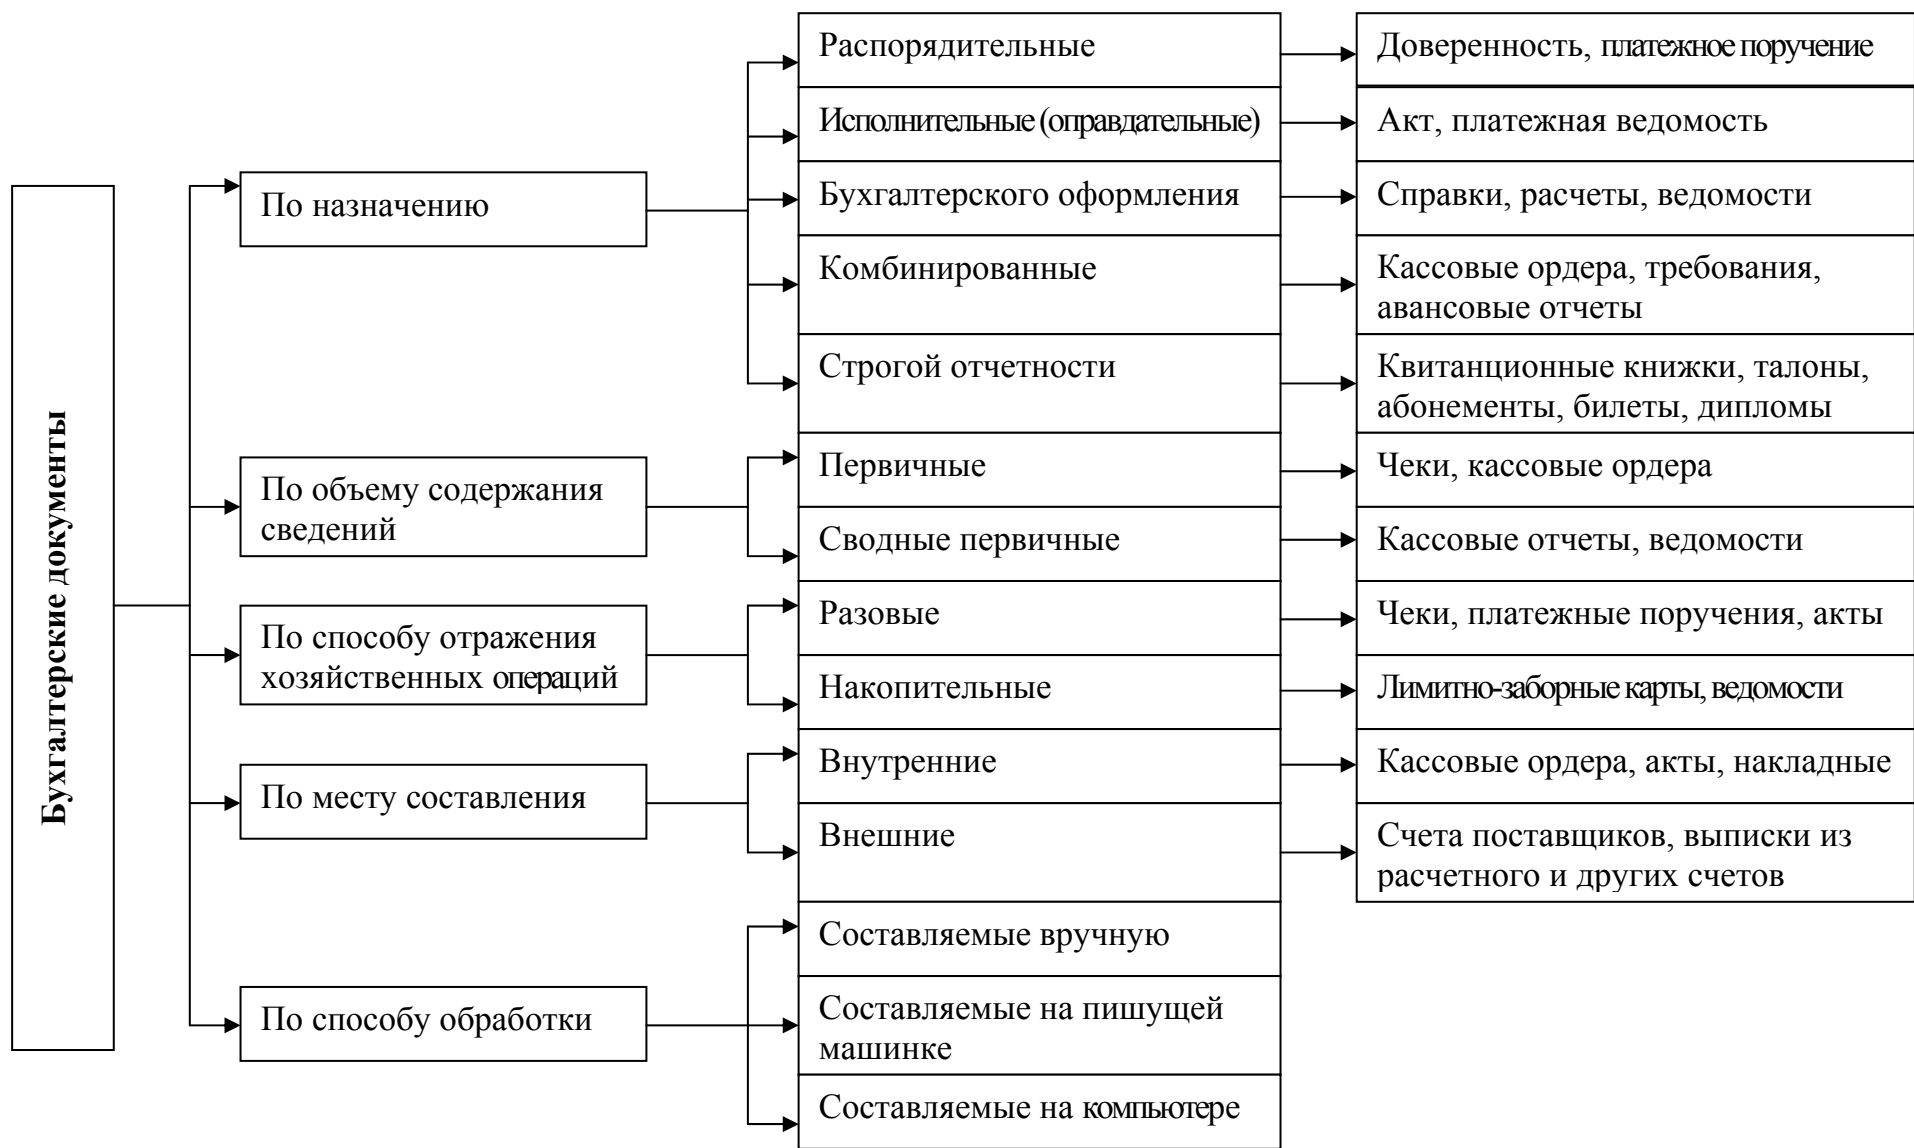 Бухгалтерские документы
По назначению
Распорядительные
Доверенность, платежное поручение
Исполнительные (оправдательные)
Акт, платежная ведомость
Бухгалтерского оформления
Справки, расчеты, ведомости
Комбинированные
Кассовые ордера, требования,
авансовые отчеты
Строгой отчетности
Квитанционные книжки, талоны,
абонементы, билеты, дипломы
По объему содержания
сведений
Первичные
Чеки, кассовые ордера
Сводные первичные
Кассовые отчеты, ведомости
По способу отражения
хозяйственных операций
Разовые
Чеки, платежные поручения, акты
Накопительные
Лимитно-заборные карты, ведомости
По месту составления
Внутренние
Кассовые ордера, акты, накладные
Внешние
Счета поставщиков, выписки из
расчетного и других счетов
По способу обработки
Составляемые вручную
Составляемые на пишущей
машинке
Составляемые на компьютере